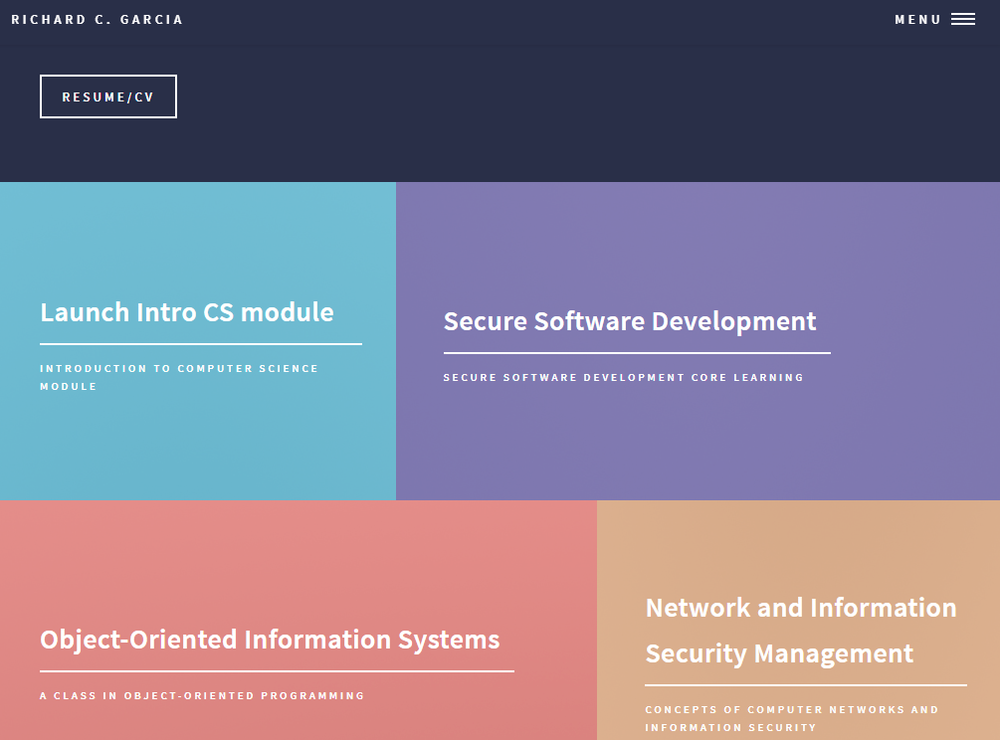 RICHARD C. GARCIA
MENU
RESUME/CV
Launch Intro CS module
INTRODUCTION TO COMPUTER SCIENCE
MODULE
Secure Software Development
SECURE SOFTWARE DEVELOPMENT CORE LEARNING
Object-Oriented Information Systems
A CLASS IN OBJECT-ORIENTED PROGRAMMING
Network and Information
Security Management
CONCEPTS OF COMPUTER NETWORKS AND
INFORMATION SECURITY